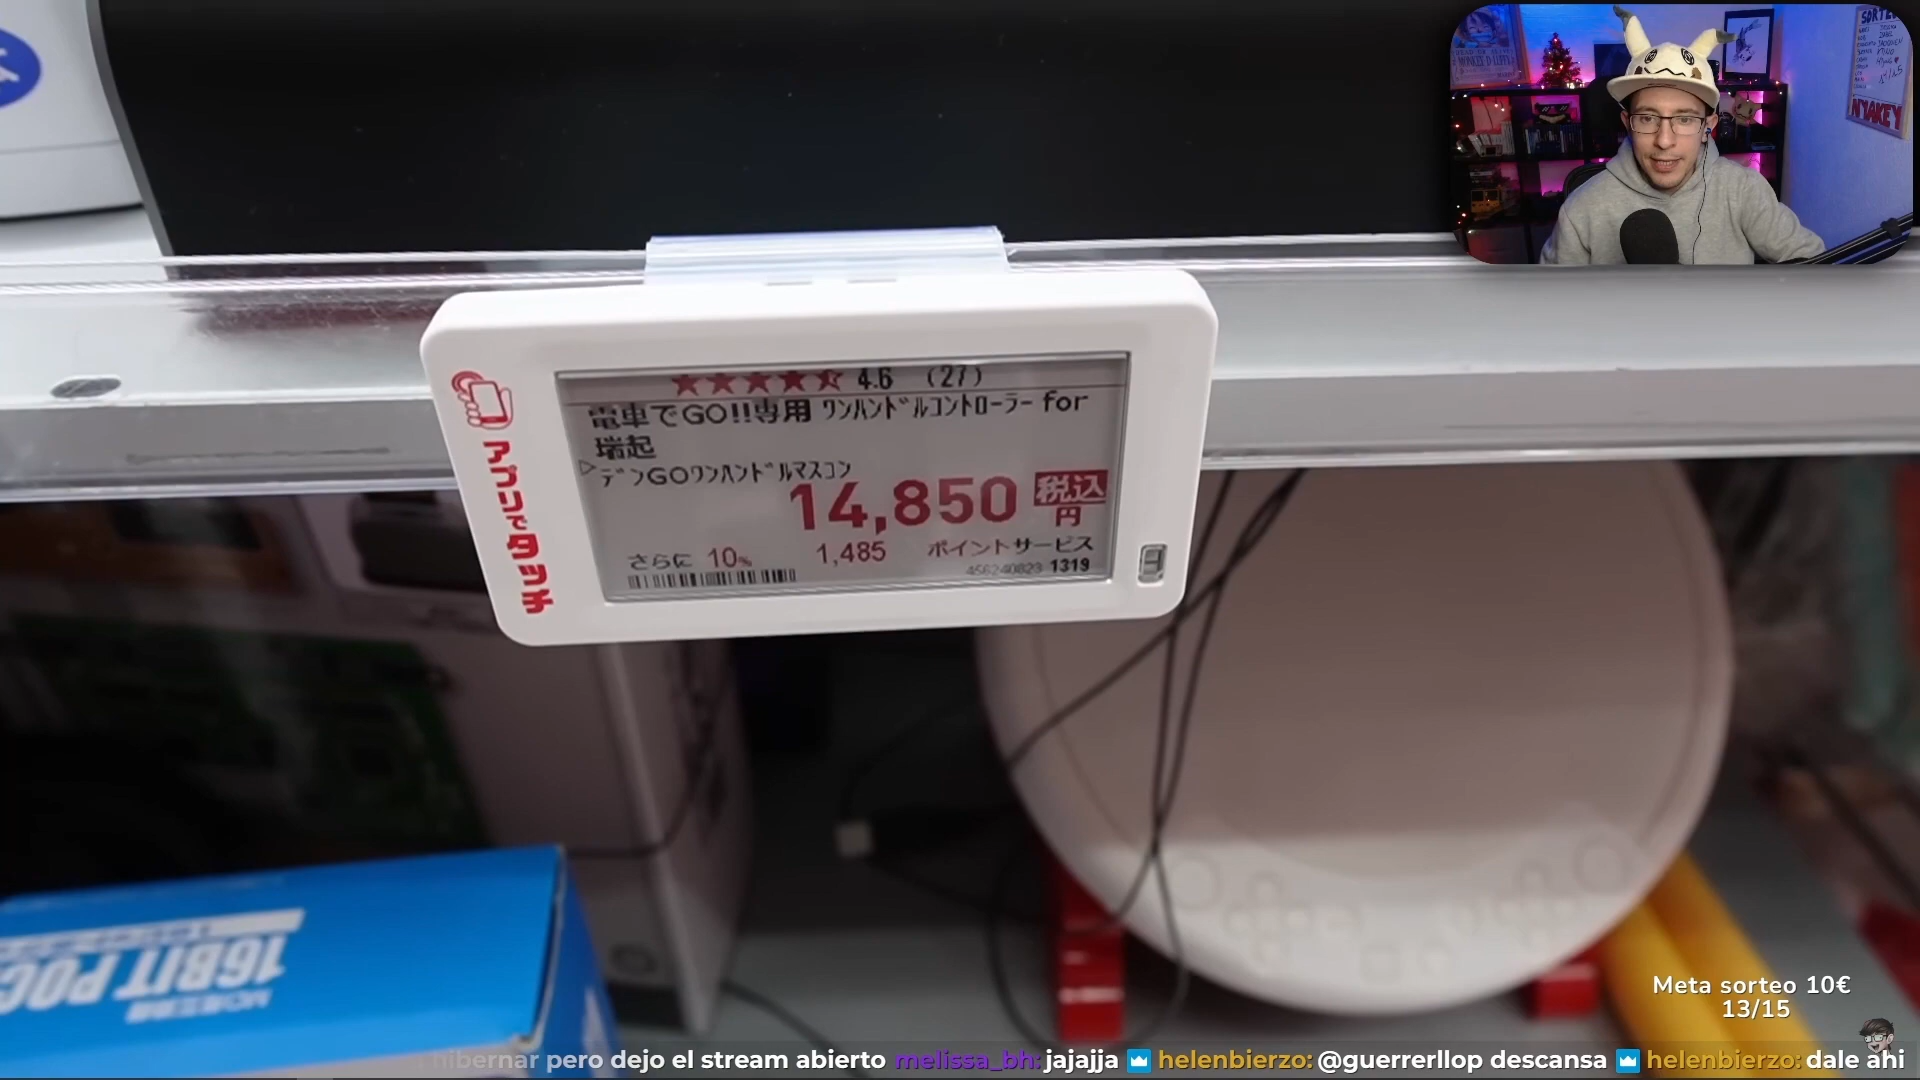 4.6 (27)
電車でGO!!専用 ﾜﾝﾊﾝﾄﾞﾙｺﾝﾄﾛｰﾗｰ for
瑞起
ﾃﾞﾝGOﾜﾝﾊﾝﾄﾞﾙﾏｽｺﾝ
14,850 税込
円
さらに 10% 1,485 ポイントサービス
456240823 1319
アプリでタッチ
16BIT POC
SORTEO
NYAKEY
Meta sorteo 10€
13/15
hibernar pero dejo el stream abierto melissa_bh: jajajja helenbierzo: @guerrerllop descansa helenbierzo: dale ahi